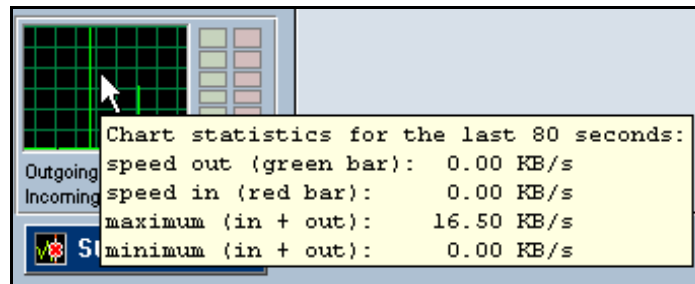 Chart statistics for the last 80 seconds:
Outgoing speed out (green bar): 0.00 KB/s
Incoming speed in (red bar): 0.00 KB/s
maximum (in + out): 16.50 KB/s
minimum (in + out): 0.00 KB/s